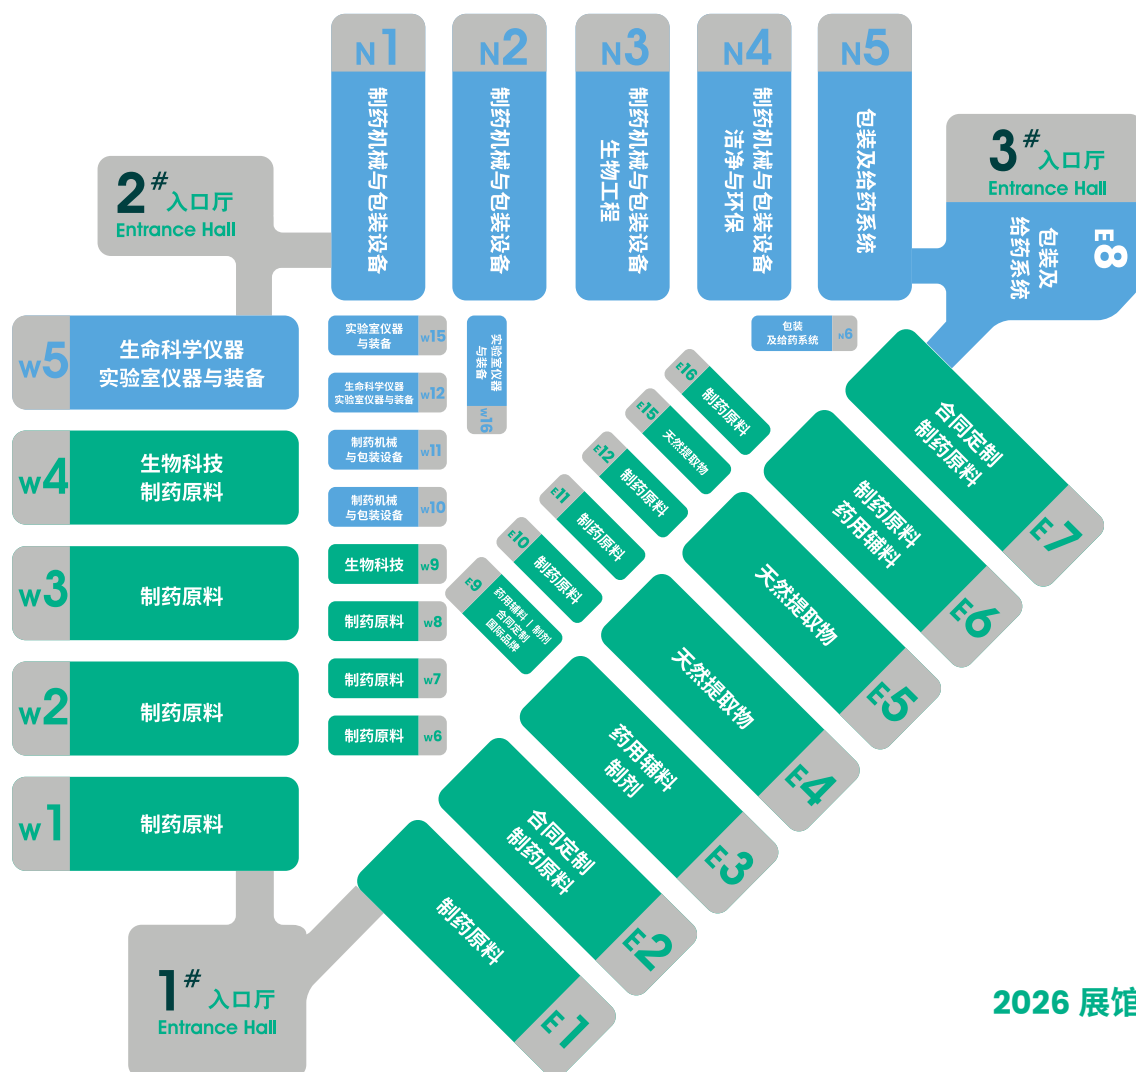 N1
制药机械与包装设备
N2
制药机械与包装设备
N3
制药机械与包装设备
生物工程
N4
制药机械与包装设备
洁净与环保
N5
包装及给药系统
3# 入口厅
Entrance Hall
E8
包装及
给药系统
2# 入口厅
Entrance Hall
W5
生命科学仪器
实验室仪器与装备
W4
生物科技
制药原料
W3
制药原料
W2
制药原料
W1
制药原料
实验室仪器
与装备
W15
生命科学仪器
实验室仪器与装备
W12
制药机械
与包装设备
W11
制药机械
与包装设备
W10
生物科技
W9
制药原料
W8
制药原料
W7
制药原料
W6
实验室仪器
与装备
W16
包装
及给药系统
N6
E16
制药原料
E15
天然提取物
E12
制药原料
E11
制药原料
E10
制药原料
E9
药用辅料 | 制剂
合同定制
国际品牌
合同定制
制药原料
E7
制药原料
药用辅料
E6
天然提取物
E5
天然提取物
E4
药用辅料
制剂
E3
合同定制
制药原料
E2
制药原料
E1
1# 入口厅
Entrance Hall
2026 展馆